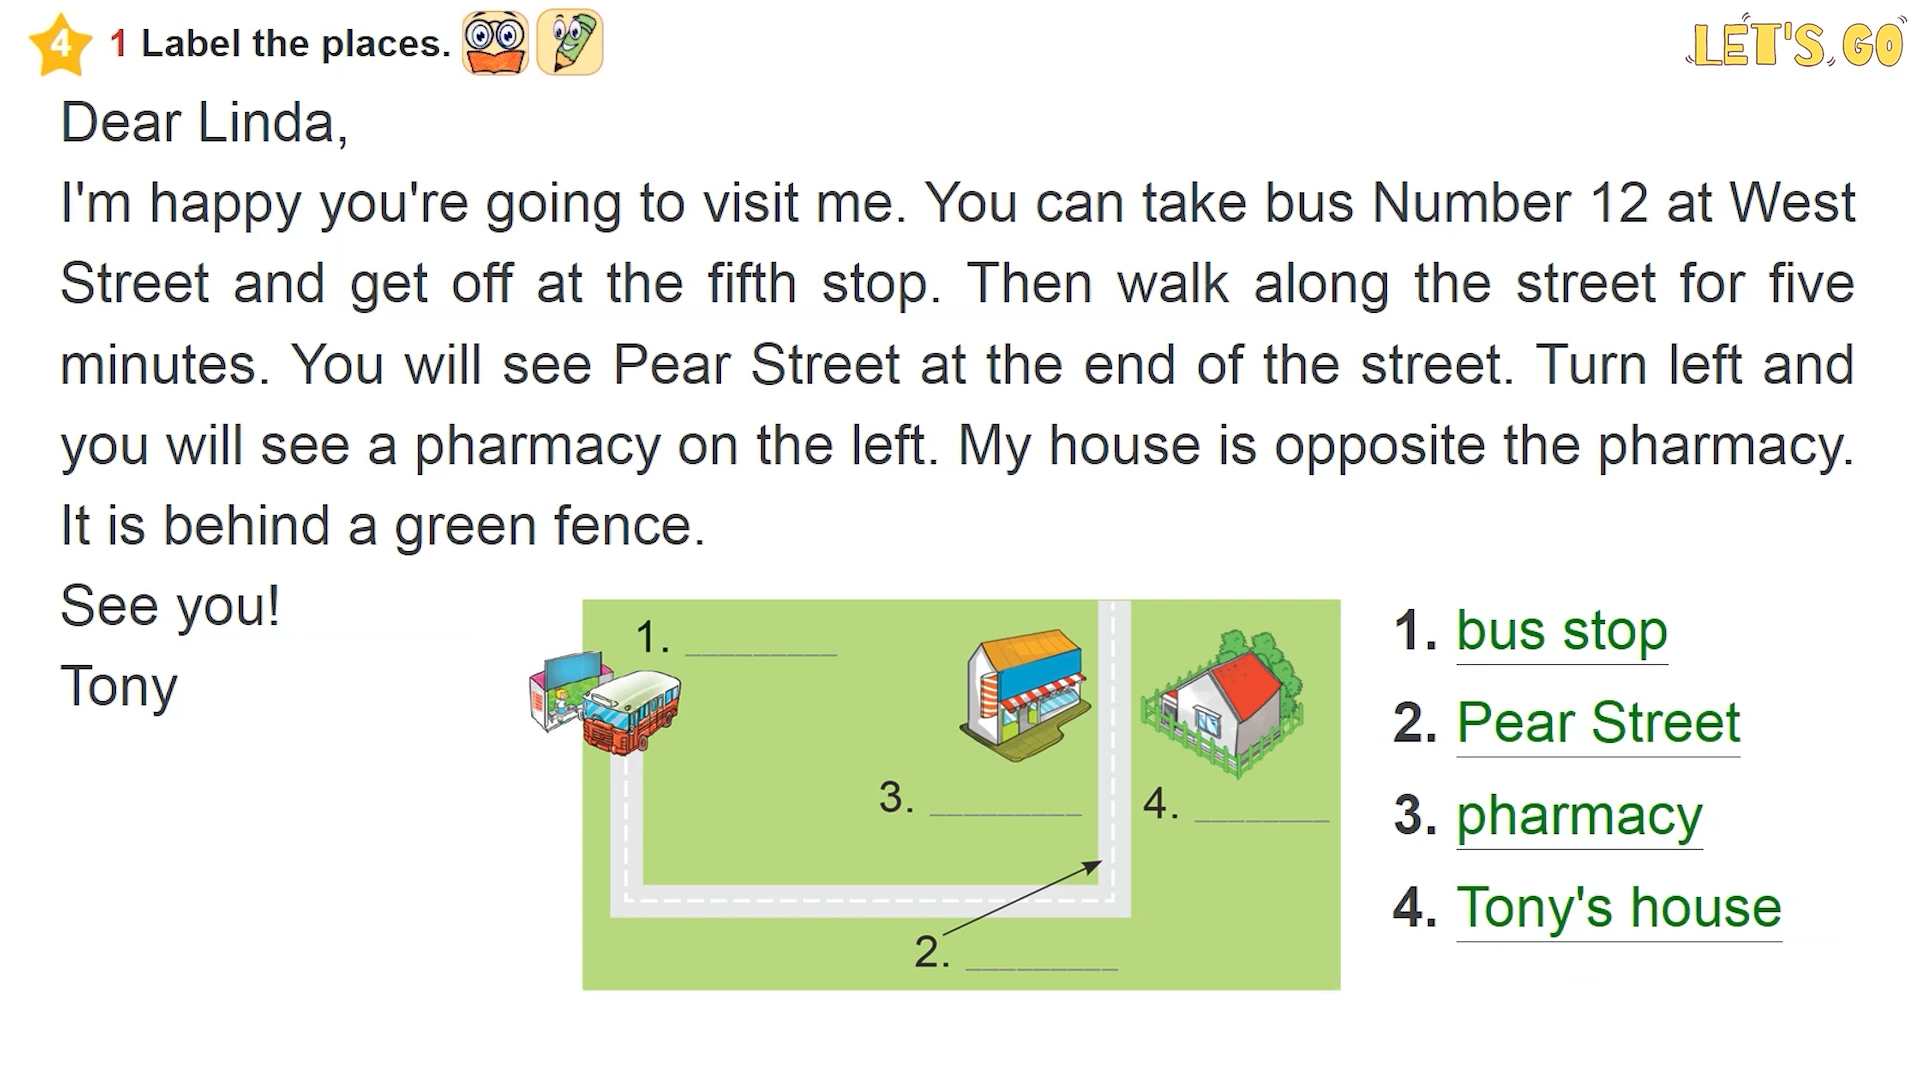 4 1 Label the places.
LET'S GO
Dear Linda,
I'm happy you're going to visit me. You can take bus Number 12 at West
Street and get off at the fifth stop. Then walk along the street for five
minutes. You will see Pear Street at the end of the street. Turn left and
you will see a pharmacy on the left. My house is opposite the pharmacy.
It is behind a green fence.
See you!
Tony
1. _________
3. _________
4. ________
2. _________
1. bus stop
2. Pear Street
3. pharmacy
4. Tony's house